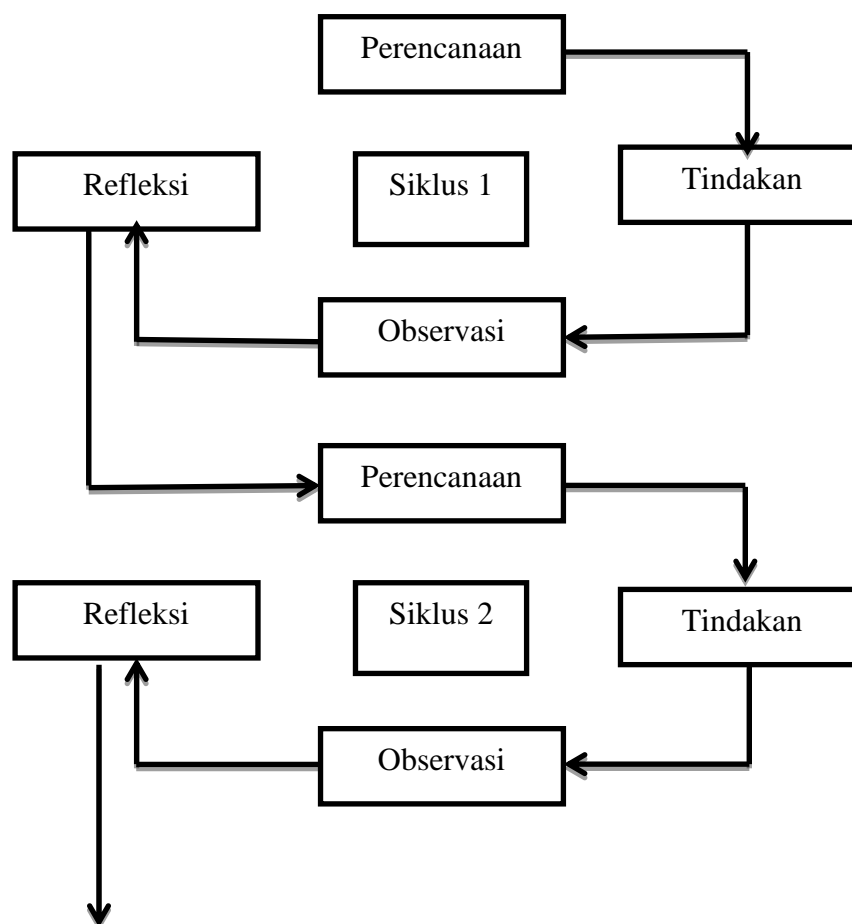 Perencanaan
Refleksi
Siklus 1
Tindakan
Observasi
Perencanaan
Refleksi
Siklus 2
Tindakan
Observasi